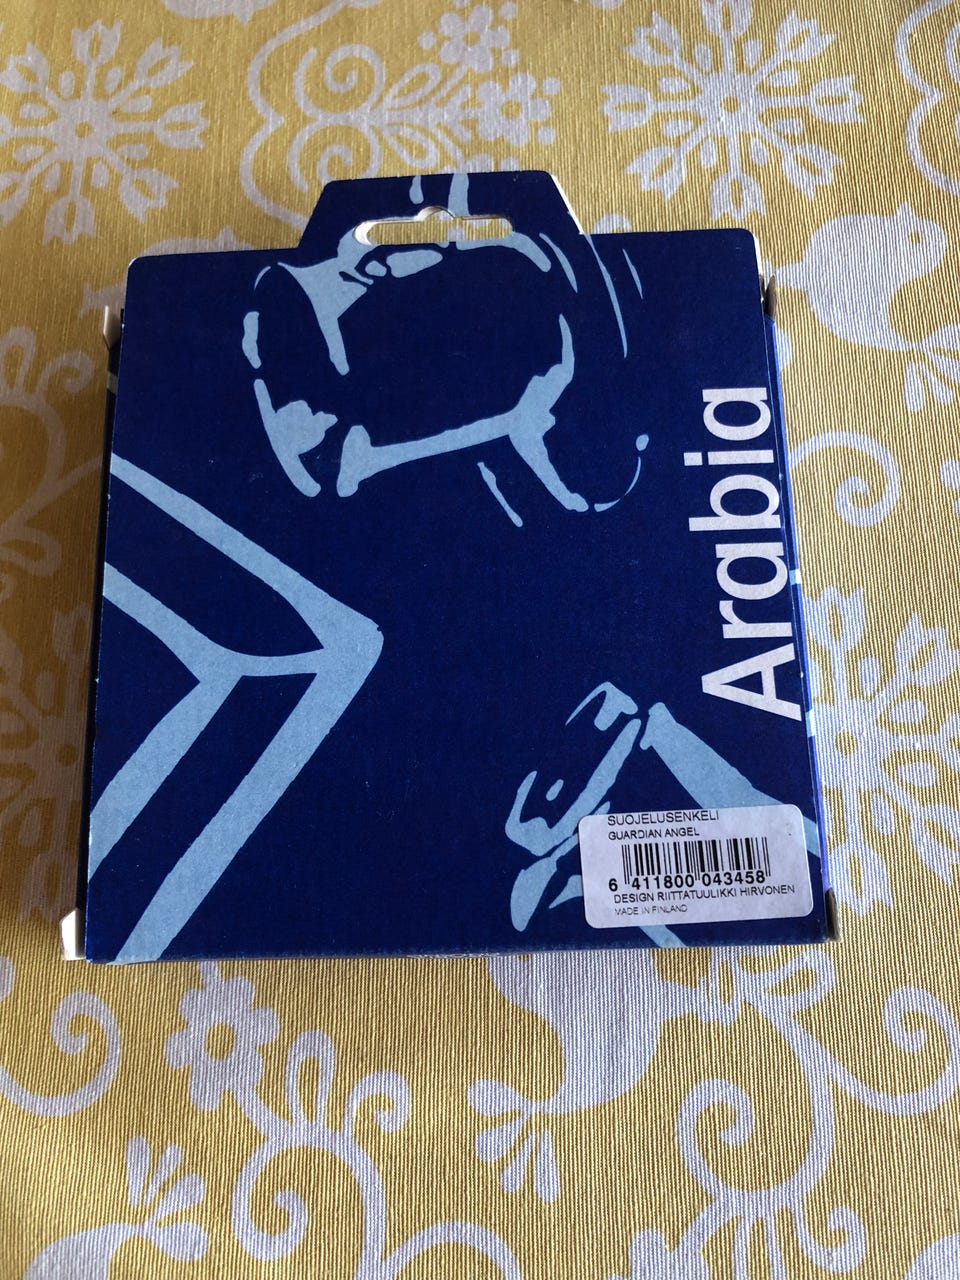 Arabia
SUOJELUSENKELI
GUARDIAN ANGEL
6 411800 043458
DESIGN RIITTATUULIKKI HIRVONEN
MADE IN FINLAND